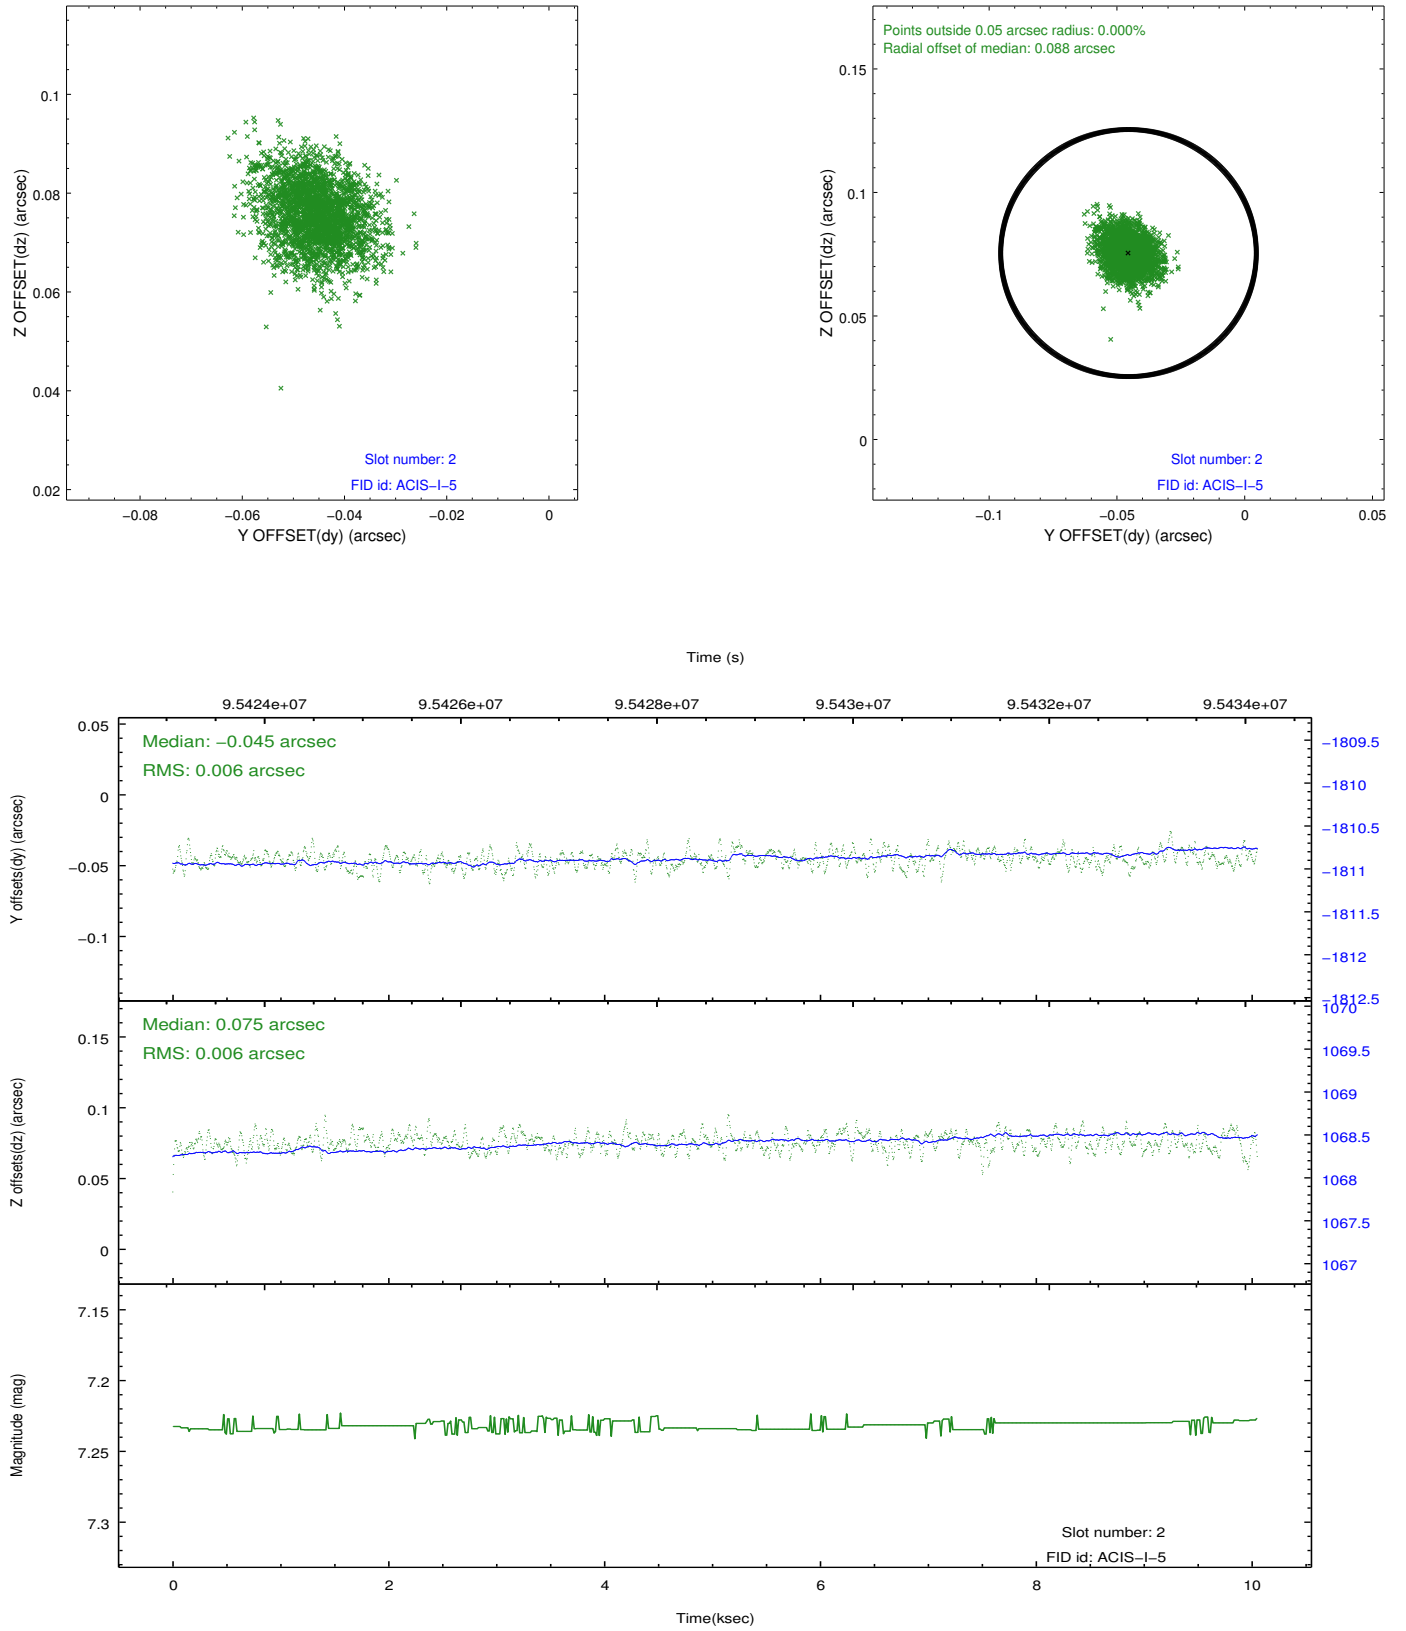 0.1
0.08
0.06
0.04
0.02
Z OFFSET(dz) (arcsec)
Slot number: 2
FID id: ACIS−I−5
−0.08 −0.06 −0.04 −0.02 0
Y OFFSET(dy) (arcsec)
Points outside 0.05 arcsec radius: 0.000%
Radial offset of median: 0.088 arcsec
0.15
0.1
0.05
0
Z OFFSET(dz) (arcsec)
Slot number: 2
FID id: ACIS−I−5
−0.1 −0.05 0 0.05
Y OFFSET(dy) (arcsec)
Time (s)
9.5424e+07 9.5426e+07 9.5428e+07 9.543e+07 9.5432e+07 9.5434e+07
Median: −0.045 arcsec
RMS: 0.006 arcsec
0.05
0
−0.05
−0.1
Y offsets(dy) (arcsec)
−1809.5
−1810
−1810.5
−1811
−1811.5
−1812
−1812.5
Median: 0.075 arcsec
RMS: 0.006 arcsec
0.15
0.1
0.05
0
Z offsets(dz) (arcsec)
1070
1069.5
1069
1068.5
1068
1067.5
1067
7.15
7.2
7.25
7.3
Magnitude (mag)
Slot number: 2
FID id: ACIS−I−5
0 2 4 6 8 10
Time(ksec)